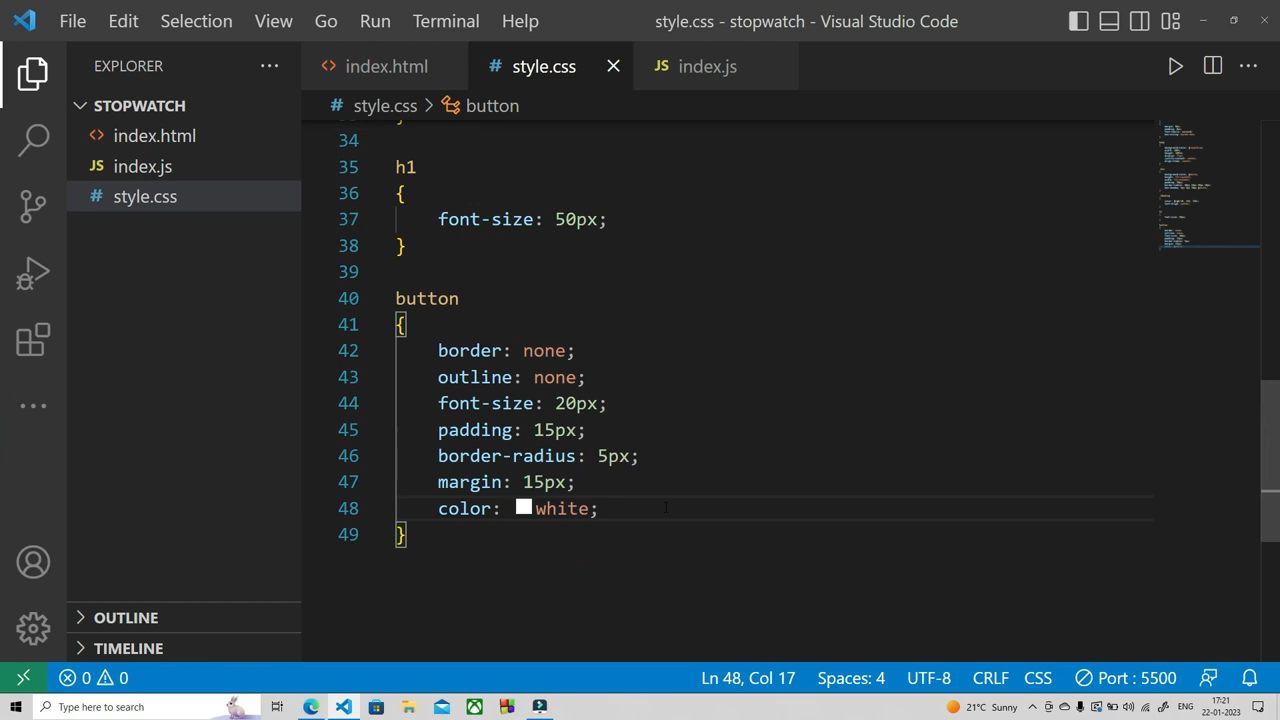 File Edit Selection View Go Run Terminal Help style.css - stopwatch - Visual Studio Code
EXPLORER
index.html
# style.css
JS index.js
STOPWATCH
# style.css > button
index.html
JS index.js
# style.css
34
35 h1
36 {
37 font-size: 50px;
38 }
39
40 button
41 {
42 border: none;
43 outline: none;
44 font-size: 20px;
45 padding: 15px;
46 border-radius: 5px;
47 margin: 15px;
48 color: white;
49 }
OUTLINE
TIMELINE
0 0 Ln 48, Col 17 Spaces: 4 UTF-8 CRLF CSS Port : 5500
Type here to search 21°C Sunny ENG 17:21
22-01-2023